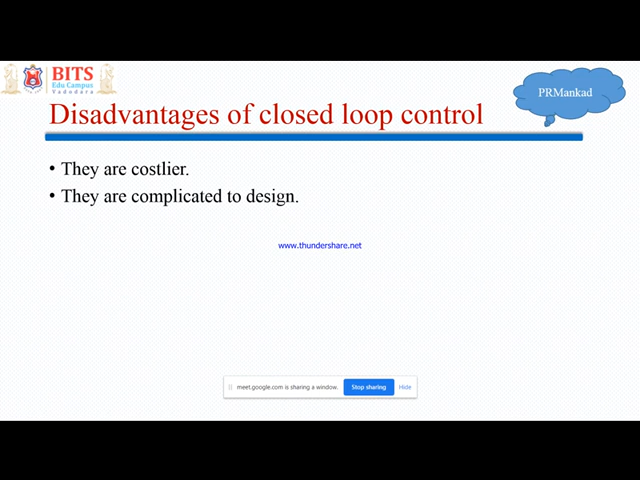 BITS
Edu Campus
Vadodara
PRMankad
Disadvantages of closed loop control
• They are costlier.
• They are complicated to design.
www.thundershare.net
meet.google.com is sharing a window.
Stop sharing
Hide